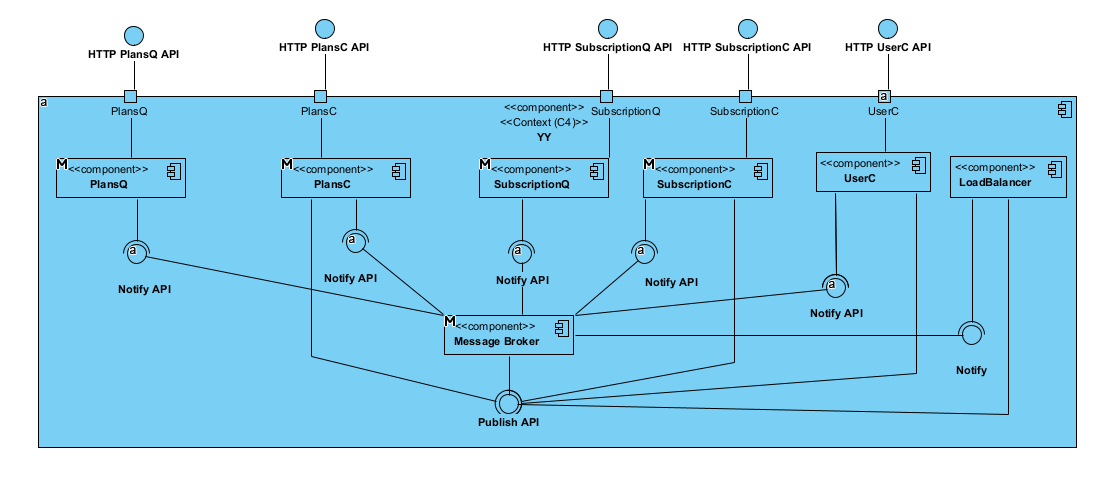 HTTP PlansQ API
HTTP PlansC API
HTTP SubscriptionQ API
HTTP SubscriptionC API
HTTP UserC API
a
a
PlansQ
PlansC
<<component>>
<<Context (C4)>>
YY
SubscriptionQ
SubscriptionC
UserC
M
<<component>>
PlansQ
M
<<component>>
PlansC
M
<<component>>
SubscriptionQ
M
<<component>>
SubscriptionC
<<component>>
UserC
<<component>>
LoadBalancer
a
Notify API
a
Notify API
a
Notify API
a
Notify API
a
Notify API
M
<<component>>
Message Broker
Notify
Publish API